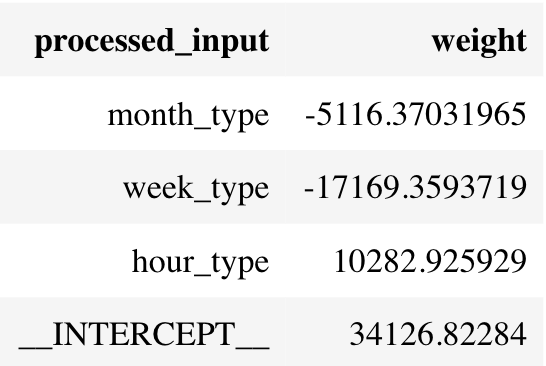 processed_input weight
month_type -5116.37031965
week_type -17169.3593719
hour_type 10282.925929
__INTERCEPT__ 34126.82284